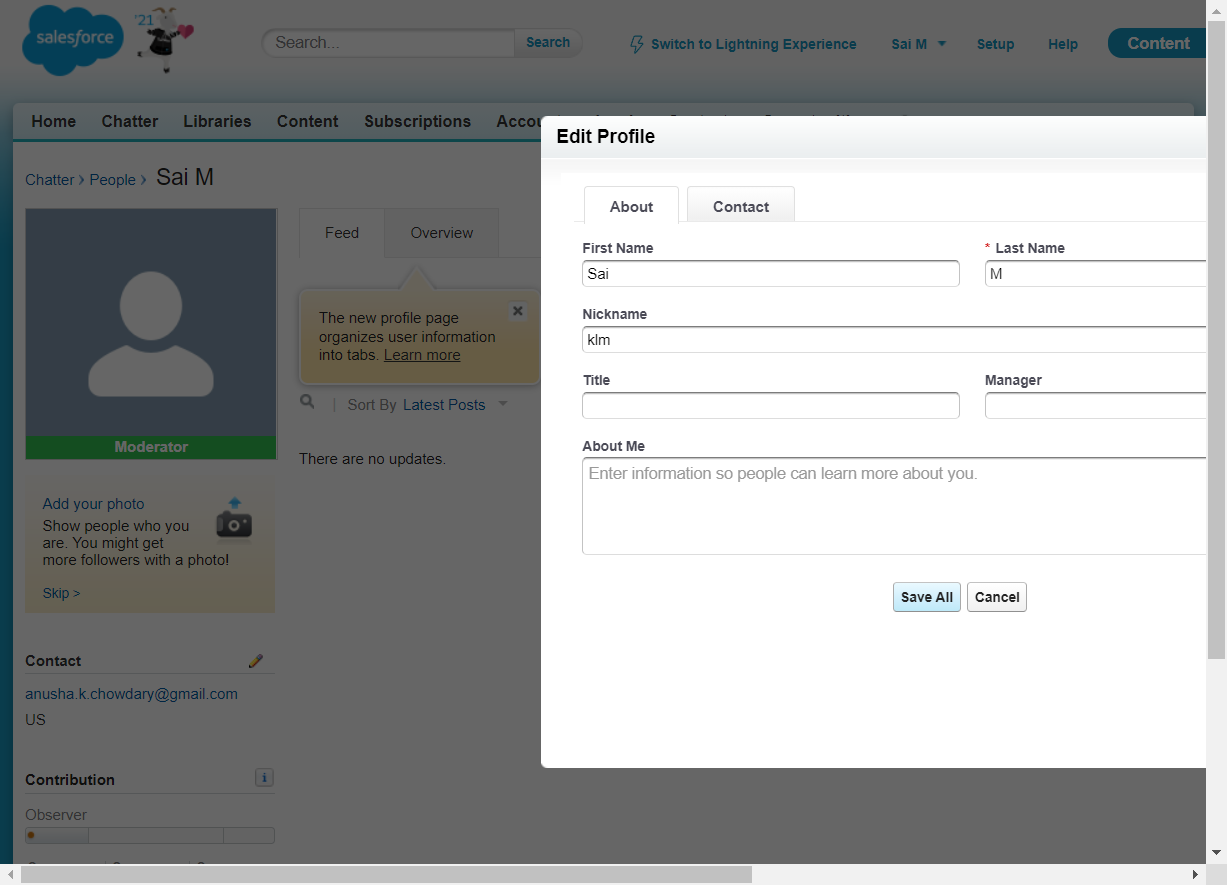 salesforce
'21
Search...
Search
Switch to Lightning Experience
Sai M
Setup
Help
Content
Home
Chatter
Libraries
Content
Subscriptions
Edit Profile
Chatter › People › Sai M
Moderator
Add your photo
Show people who you
are. You might get
more followers with a photo!
Skip >
Contact
anusha.k.chowdary@gmail.com
US
Contribution
Observer
Feed
Overview
The new profile page
organizes user information
into tabs. Learn more
| Sort By Latest Posts
There are no updates.
About
Contact
First Name
* Last Name
Sai
M
Nickname
klm
Title
Manager
About Me
Enter information so people can learn more about you.
Save All
Cancel